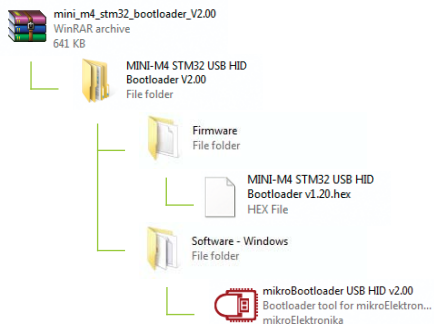 mini_m4_stm32_bootloader_V2.00
WinRAR archive
641 KB
MINI-M4 STM32 USB HID
Bootloader V2.00
File folder
Firmware
File folder
MINI-M4 STM32 USB HID
Bootloader v1.20.hex
HEX File
Software - Windows
File folder
mikroBootloader USB HID v2.00
Bootloader tool for mikroElektron...
mikroElektronika